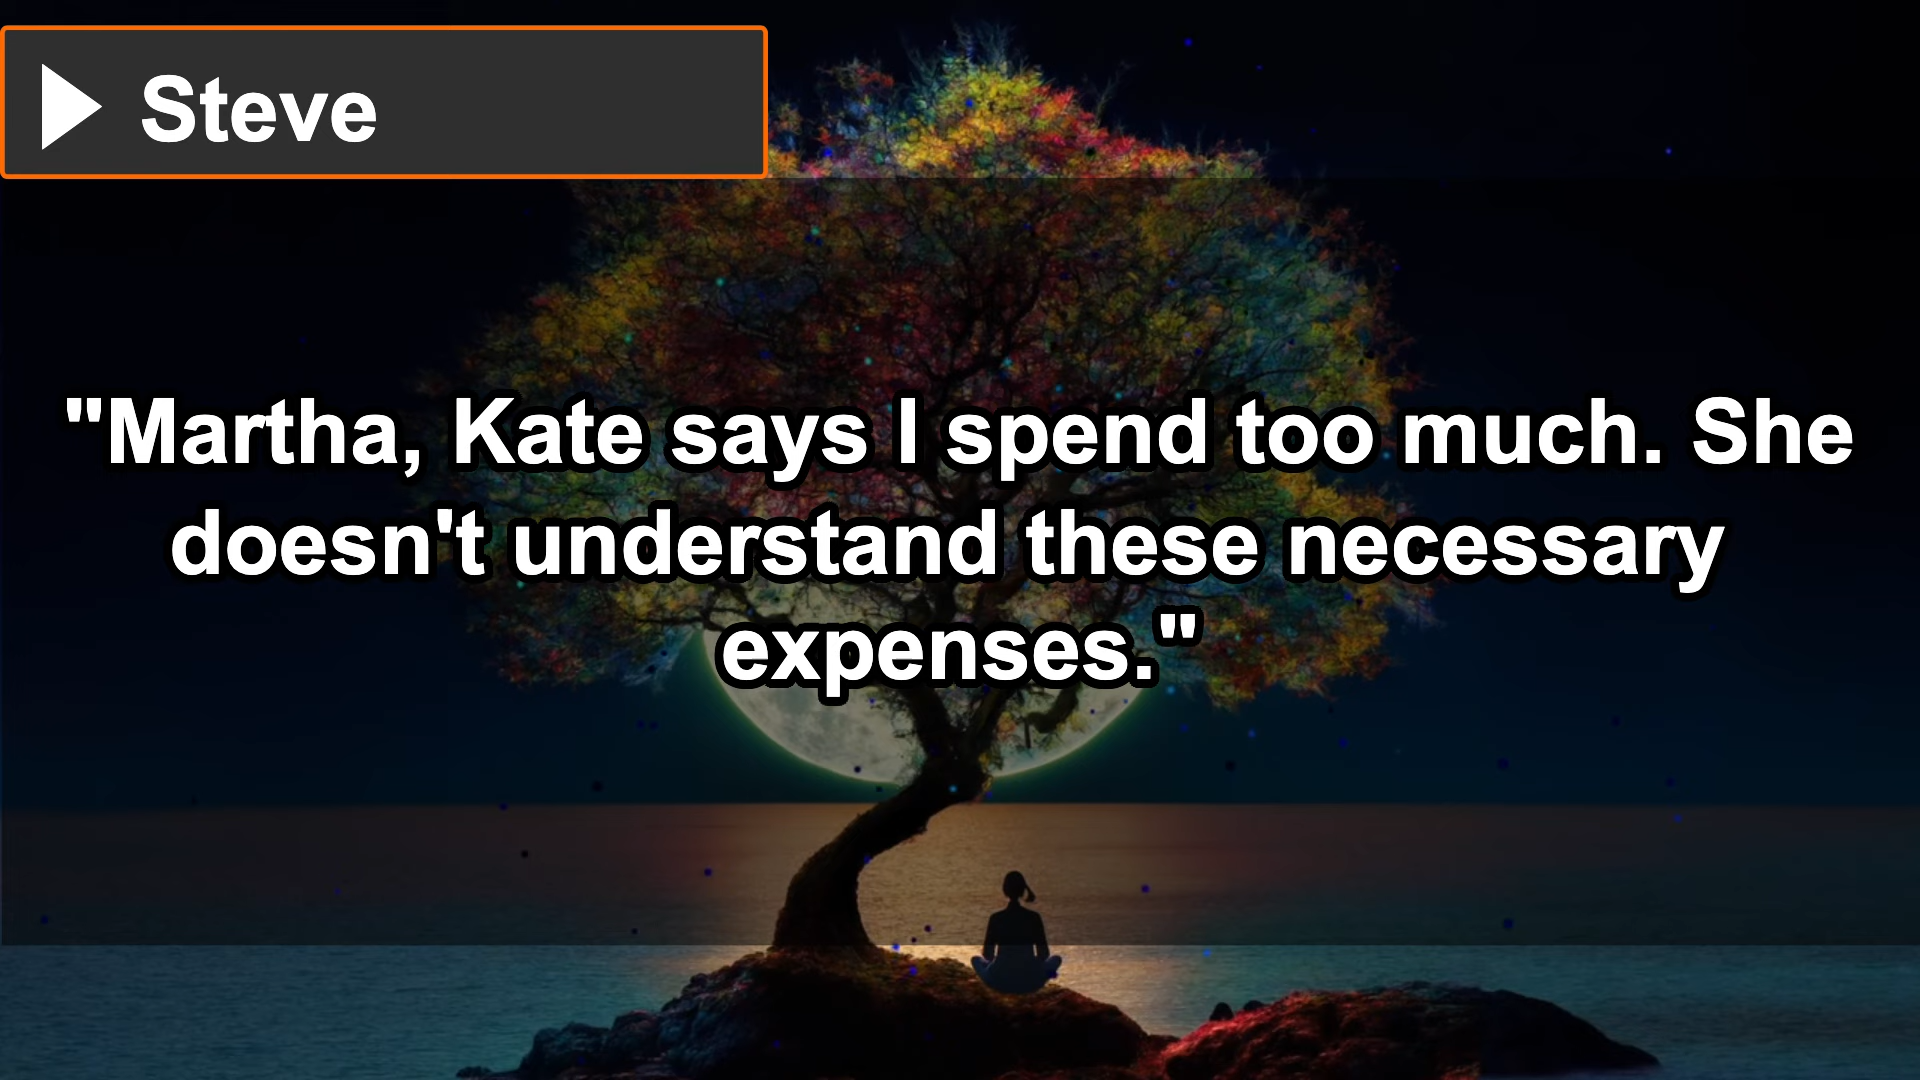 Steve
"Martha, Kate says I spend too much. She
doesn't understand these necessary
expenses."